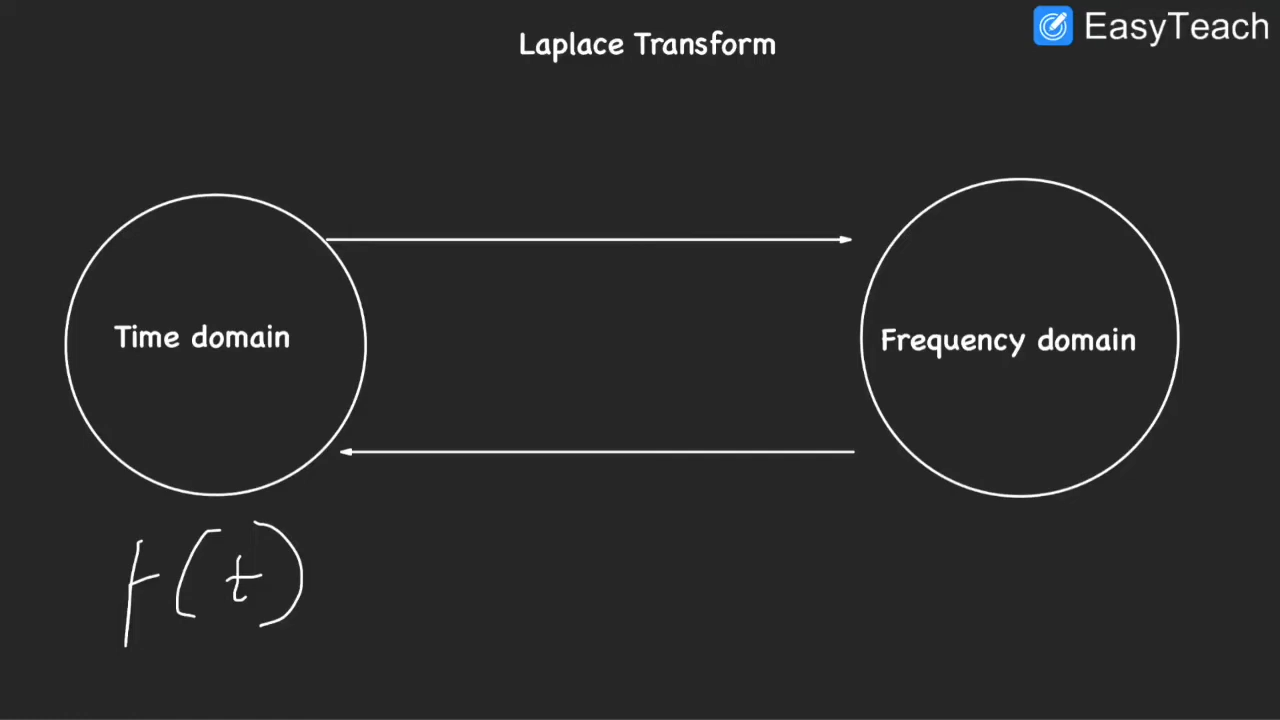 EasyTeach
Laplace Transform
Time domain
Frequency domain
f(t)